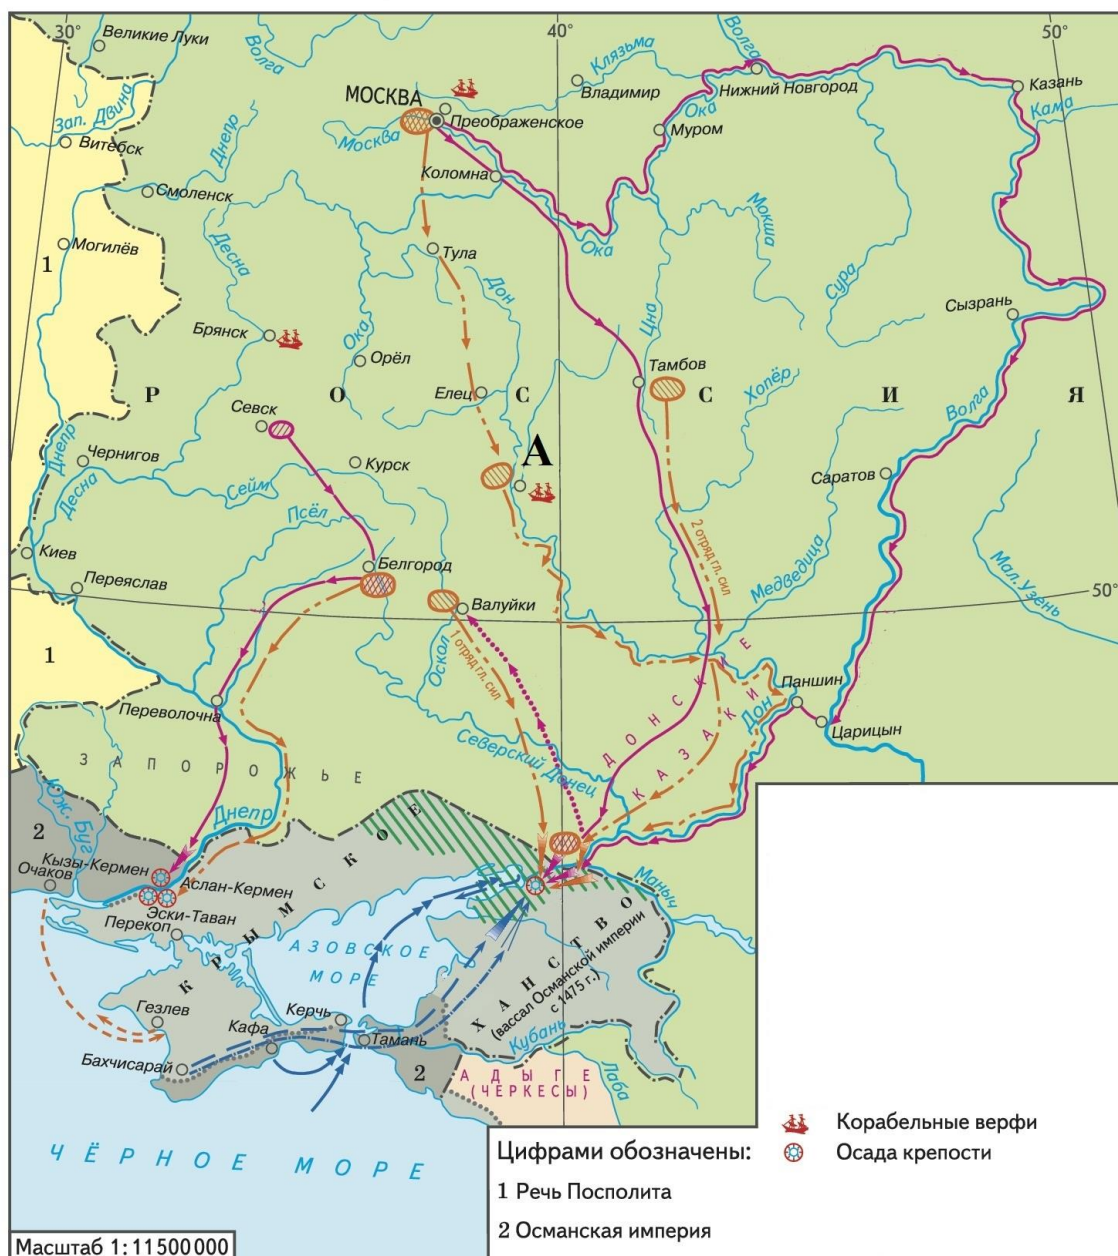 30°
40°
50°
Великие Луки
Волга
Клязьма
Волга
Владимир
Нижний Новгород
Казань
Кама
МОСКВА
Преображенское
Зап. Двина
Москва
Ока
Муром
Витебск
Днепр
Коломна
Смоленск
Мокша
1
Могилёв
Десна
Тула
Ока
Дон
Сура
Сызрань
Цна
Брянск
Ока
Орёл
Тамбов
Елец
Хопёр
Волга
Р О С С И Я
Севск
А
Днепр
Чернигов
Курск
Саратов
Десна
Сейм
Псёл
2 отряд гл. сил
Киев
Белгород
Медведица
Мал. Узень
Переяслав
Валуйки
50°
1
Оскол
1 отряд гл. сил
Паншин
Переволочна
Дон
Царицын
ДОНСКИЕ
КАЗАКИ
Северский Донец
ЗАПОРОЖЬЕ
Юж. Буг
Днепр
2
Кызы-Кермен
Очаков
Аслан-Кермен
Маныч
Эски-Таван
Перекоп
КРЫМСКОЕ
АЗОВСКОЕ
МОРЕ
ХАНСТВО
(вассал Османской империи
с 1475 г.)
Гезлев
Керчь
Кафа
Тамань
Кубань
Бахчисарай
2
АДЫГЕ
(ЧЕРКЕСЫ)
Лаба
ЧЁРНОЕ МОРЕ
Корабельные верфи
Цифрами обозначены:
Осада крепости
1 Речь Посполита
2 Османская империя
Масштаб 1: 11 500 000